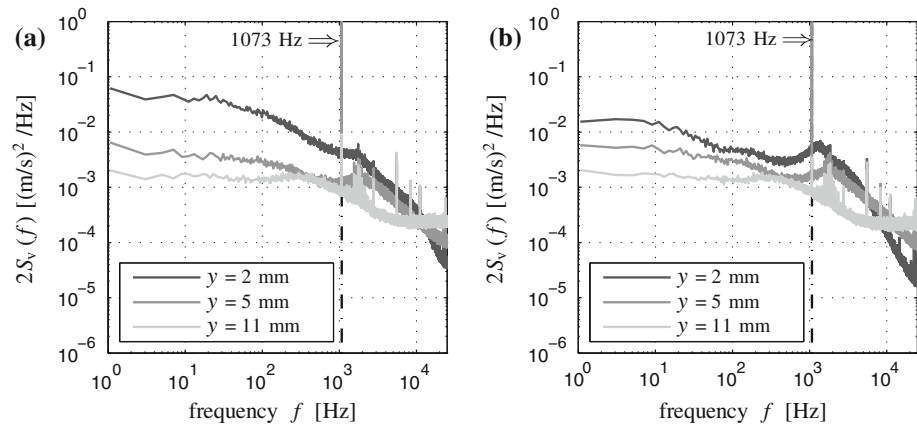 (a)
10^0
10^-1
10^-2
10^-3
10^-4
10^-5
10^-6
2S_v (f) [(m/s)^2 /Hz]
1073 Hz
y = 2 mm
y = 5 mm
y = 11 mm
10^0 10^1 10^2 10^3 10^4
frequency f [Hz]
(b)
10^0
10^-1
10^-2
10^-3
10^-4
10^-5
10^-6
2S_v (f) [(m/s)^2 /Hz]
1073 Hz
y = 2 mm
y = 5 mm
y = 11 mm
10^0 10^1 10^2 10^3 10^4
frequency f [Hz]